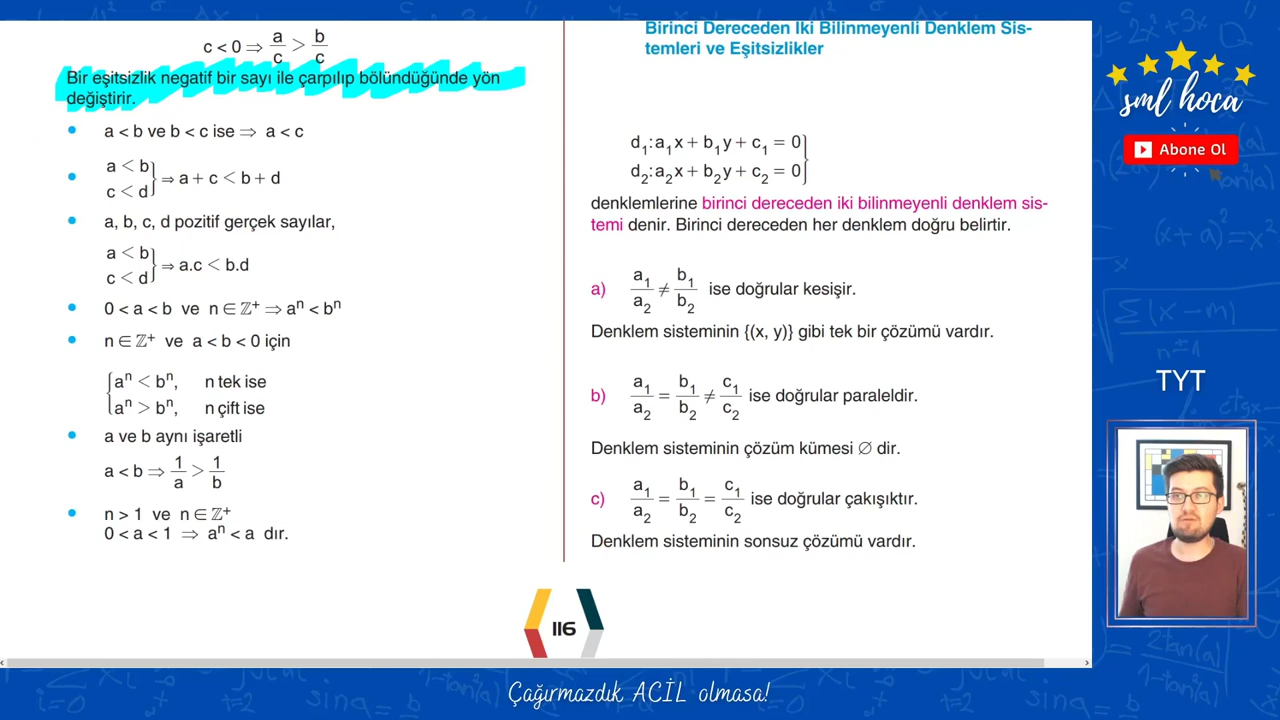 c < 0 ⇒ a/c > b/c
Bir eşitsizlik negatif bir sayı ile çarpılıp bölündüğünde yön
değiştirir.
• a < b ve b < c ise ⇒ a < c
• a < b
c < d } ⇒ a + c < b + d
• a, b, c, d pozitif gerçek sayılar,
a < b
c < d } ⇒ a.c < b.d
• 0 < a < b ve n ∈ ℤ⁺ ⇒ aⁿ < bⁿ
• n ∈ ℤ⁺ ve a < b < 0 için
{ aⁿ < bⁿ, n tek ise
aⁿ > bⁿ, n çift ise
• a ve b aynı işaretli
a < b ⇒ 1/a > 1/b
• n > 1 ve n ∈ ℤ⁺
0 < a < 1 ⇒ aⁿ < a dır.
Birinci Dereceden Iki Bilinmeyenli Denklem Sis-
temleri ve Eşitsizlikler
d₁:a₁x + b₁y + c₁ = 0
d₂:a₂x + b₂y + c₂ = 0 }
denklemlerine birinci dereceden iki bilinmeyenli denklem sis-
temi denir. Birinci dereceden her denklem doğru belirtir.
a) a₁/a₂ ≠ b₁/b₂ ise doğrular kesişir.
Denklem sisteminin {(x, y)} gibi tek bir çözümü vardır.
b) a₁/a₂ = b₁/b₂ ≠ c₁/c₂ ise doğrular paraleldir.
Denklem sisteminin çözüm kümesi ∅ dir.
c) a₁/a₂ = b₁/b₂ = c₁/c₂ ise doğrular çakışıktır.
Denklem sisteminin sonsuz çözümü vardır.
116
sml hoca
Abone Ol
TYT
Çağırmazdık ACİL olmasa!